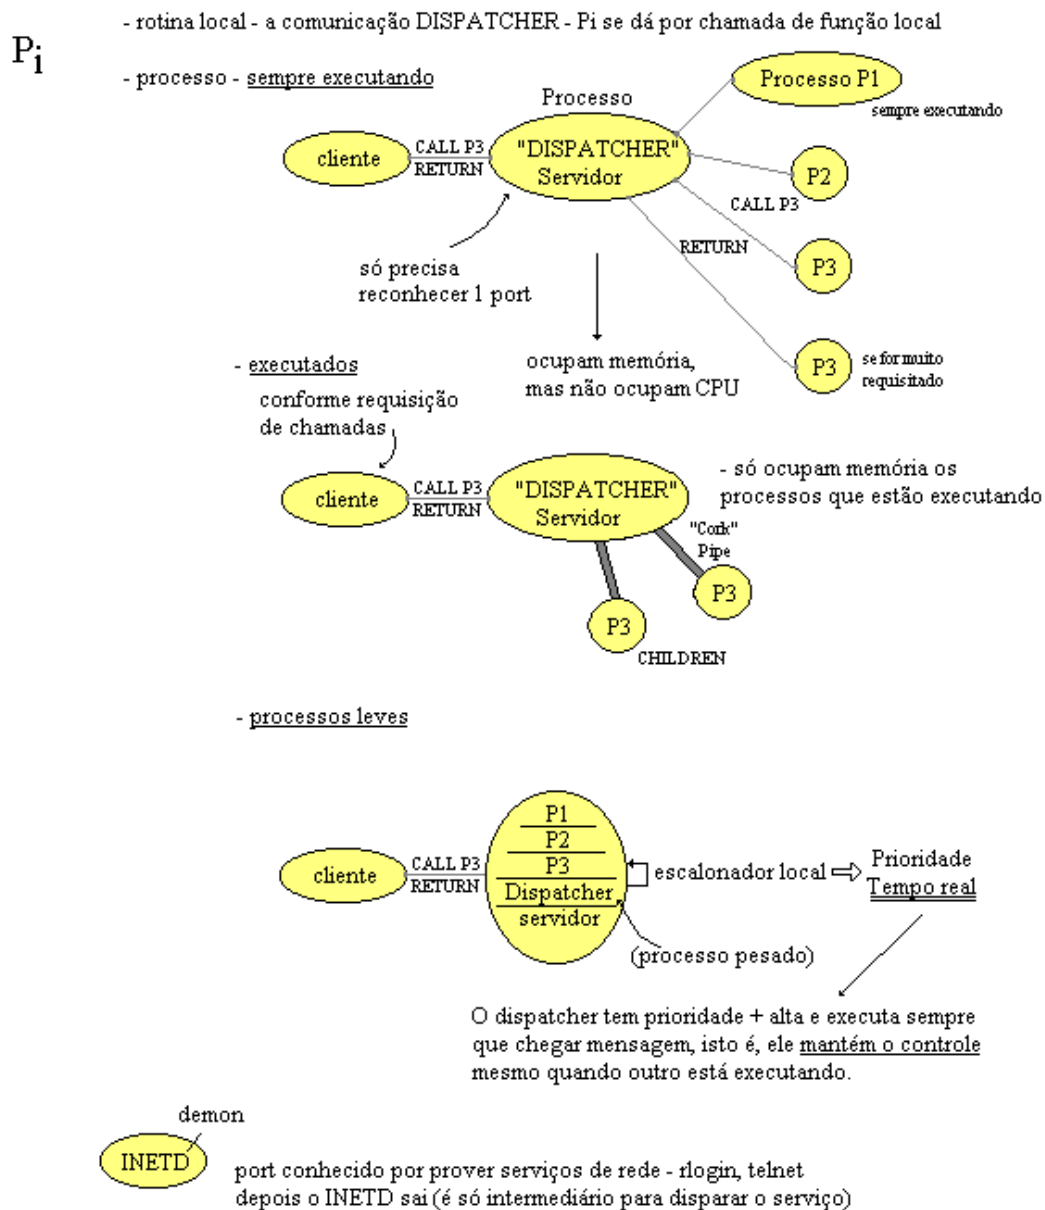 - rotina local - a comunicação DISPATCHER - Pi se dá por chamada de função local
Pi
- processo - sempre executando
Processo
Processo P1
sempre executando
cliente
CALL P3
RETURN
"DISPATCHER"
Servidor
P2
CALL P3
RETURN
P3
só precisa
reconhecer 1 port
P3
se for muito
requisitado
ocupam memória,
mas não ocupam CPU
- executados
conforme requisição
de chamadas
cliente
CALL P3
RETURN
"DISPATCHER"
Servidor
- só ocupam memória os
processos que estão executando
"Cork"
Pipe
P3
P3
CHILDREN
- processos leves
cliente
CALL P3
RETURN
P1
P2
P3
Dispatcher
servidor
escalonador local
Prioridade
Tempo real
(processo pesado)
O dispatcher tem prioridade + alta e executa sempre
que chegar mensagem, isto é, ele mantém o controle
mesmo quando outro está executando.
demon
INETD
port conhecido por prover serviços de rede - rlogin, telnet
depois o INETD sai (é só intermediário para disparar o serviço)